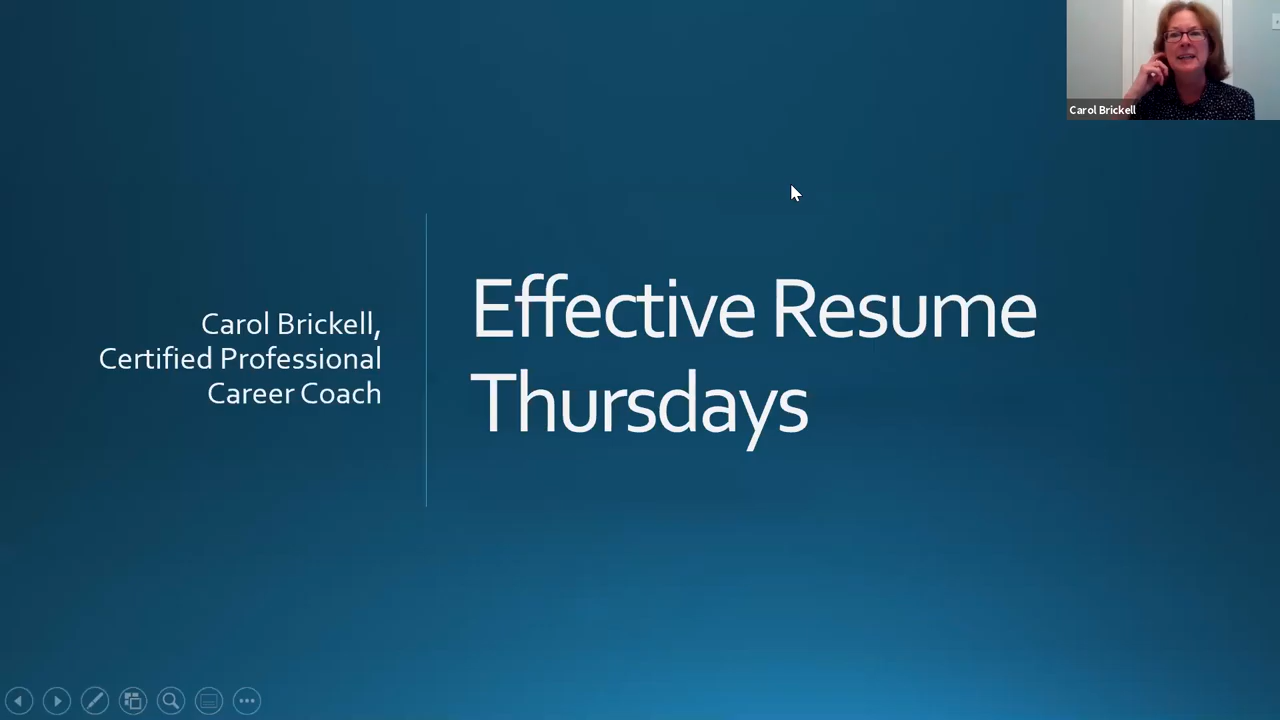 Carol Brickell
Carol Brickell,
Certified Professional
Career Coach
Effective Resume
Thursdays